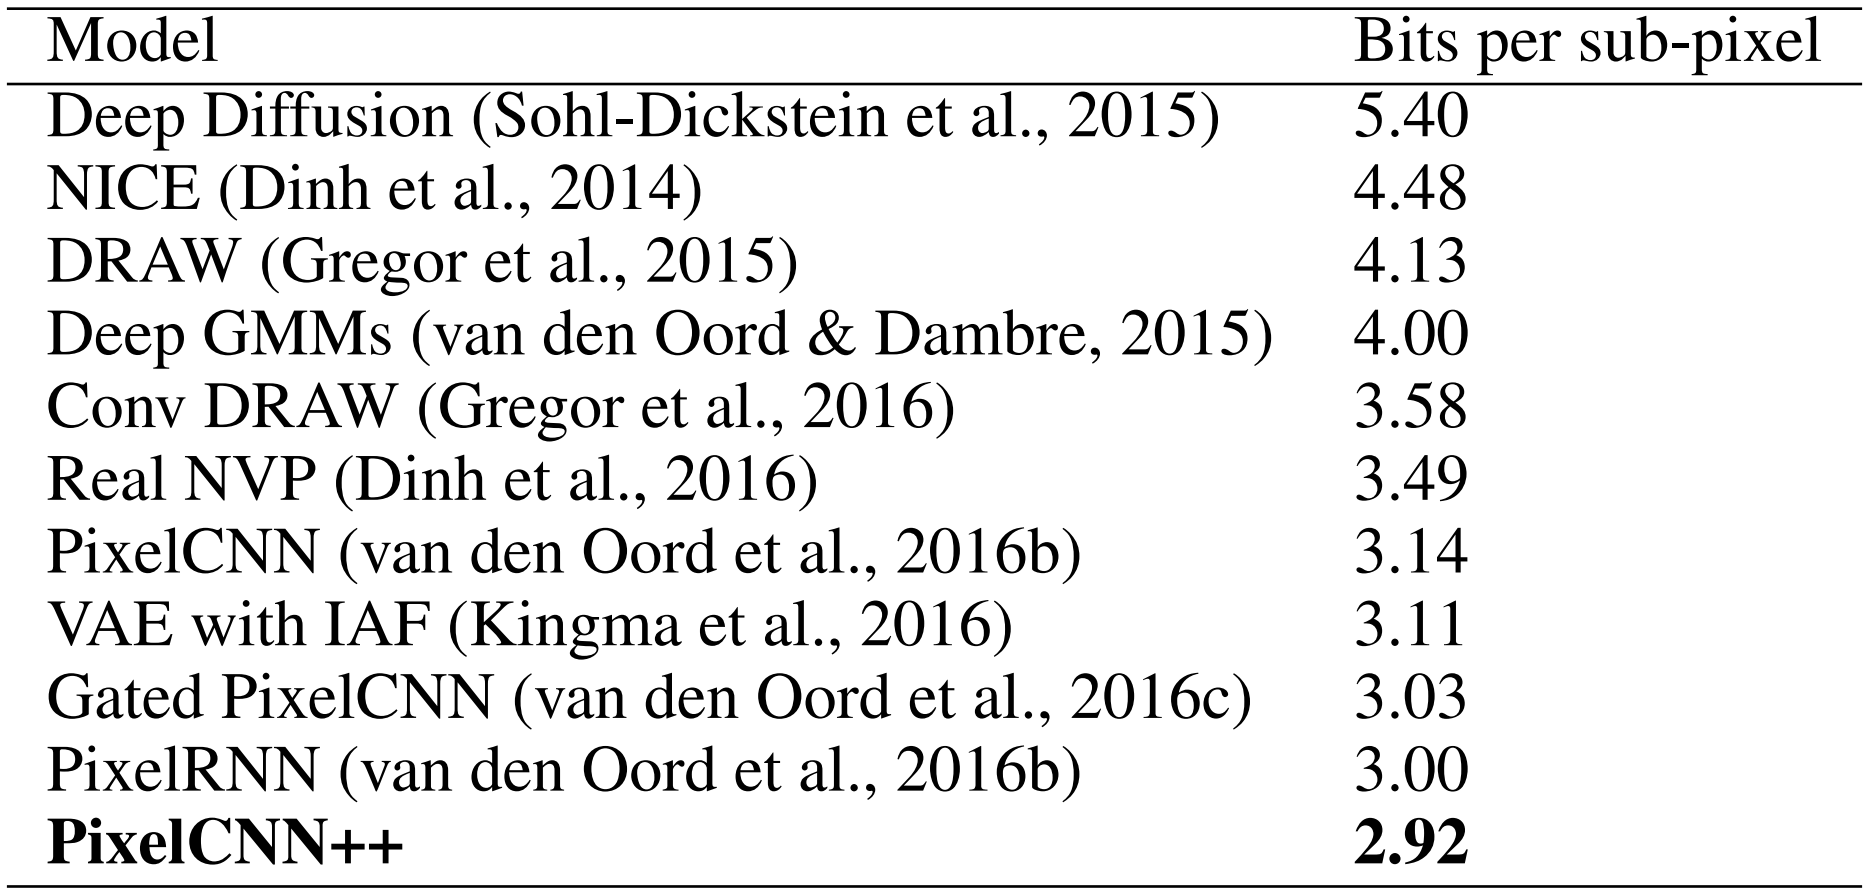 Model Bits per sub-pixel
Deep Diffusion (Sohl-Dickstein et al., 2015) 5.40
NICE (Dinh et al., 2014) 4.48
DRAW (Gregor et al., 2015) 4.13
Deep GMMs (van den Oord & Dambre, 2015) 4.00
Conv DRAW (Gregor et al., 2016) 3.58
Real NVP (Dinh et al., 2016) 3.49
PixelCNN (van den Oord et al., 2016b) 3.14
VAE with IAF (Kingma et al., 2016) 3.11
Gated PixelCNN (van den Oord et al., 2016c) 3.03
PixelRNN (van den Oord et al., 2016b) 3.00
PixelCNN++ 2.92